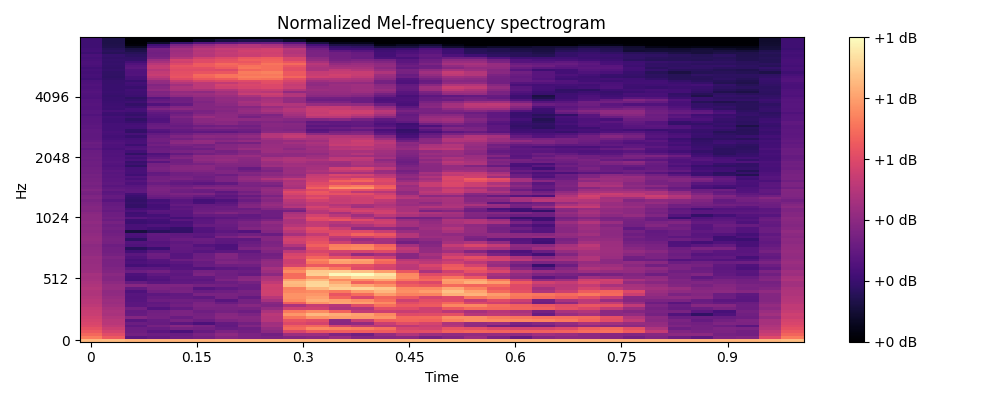 Normalized Mel-frequency spectrogram
Hz
4096
2048
1024
512
0
0 0.15 0.3 0.45 0.6 0.75 0.9
Time
+1 dB
+1 dB
+1 dB
+0 dB
+0 dB
+0 dB